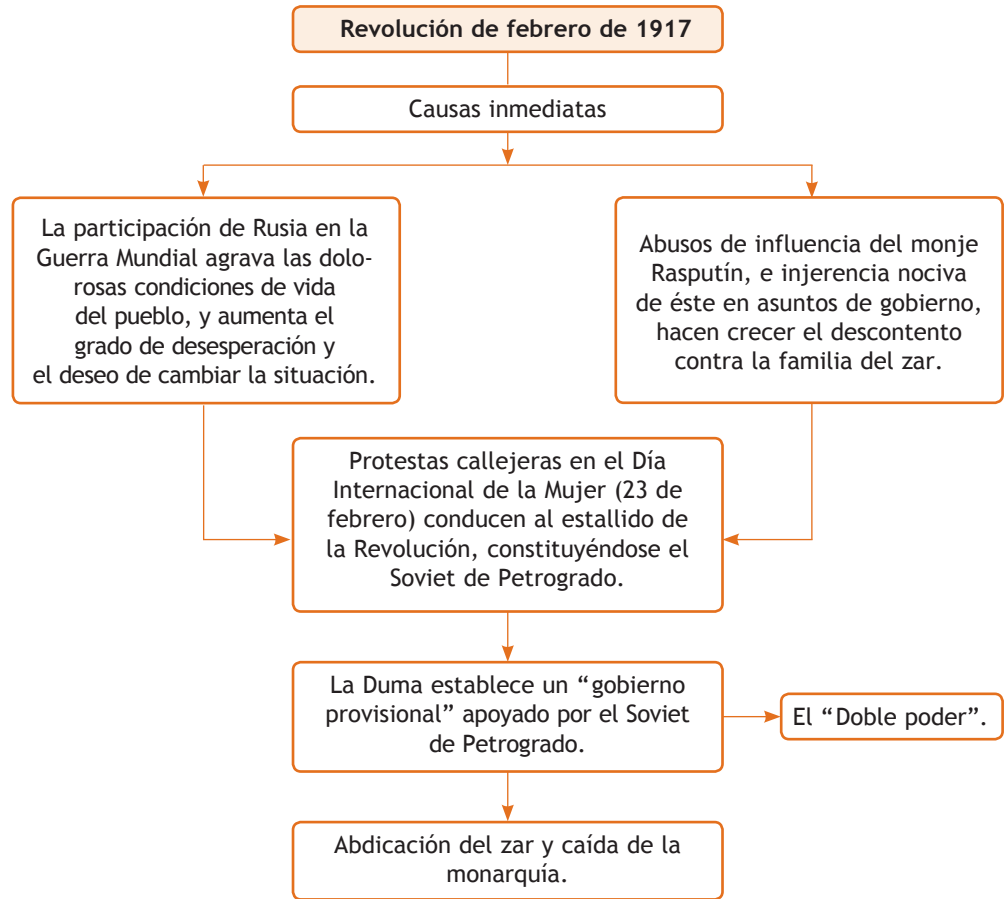 Revolución de febrero de 1917
Causas inmediatas
La participación de Rusia en la
Guerra Mundial agrava las dolo-
rosas condiciones de vida
del pueblo, y aumenta el
grado de desesperación y
el deseo de cambiar la situación.
Abusos de influencia del monje
Rasputín, e injerencia nociva
de éste en asuntos de gobierno,
hacen crecer el descontento
contra la familia del zar.
Protestas callejeras en el Día
Internacional de la Mujer (23 de
febrero) conducen al estallido de
la Revolución, constituyéndose el
Soviet de Petrogrado.
La Duma establece un “gobierno
provisional” apoyado por el Soviet
de Petrogrado.
El “Doble poder”.
Abdicación del zar y caída de la
monarquía.